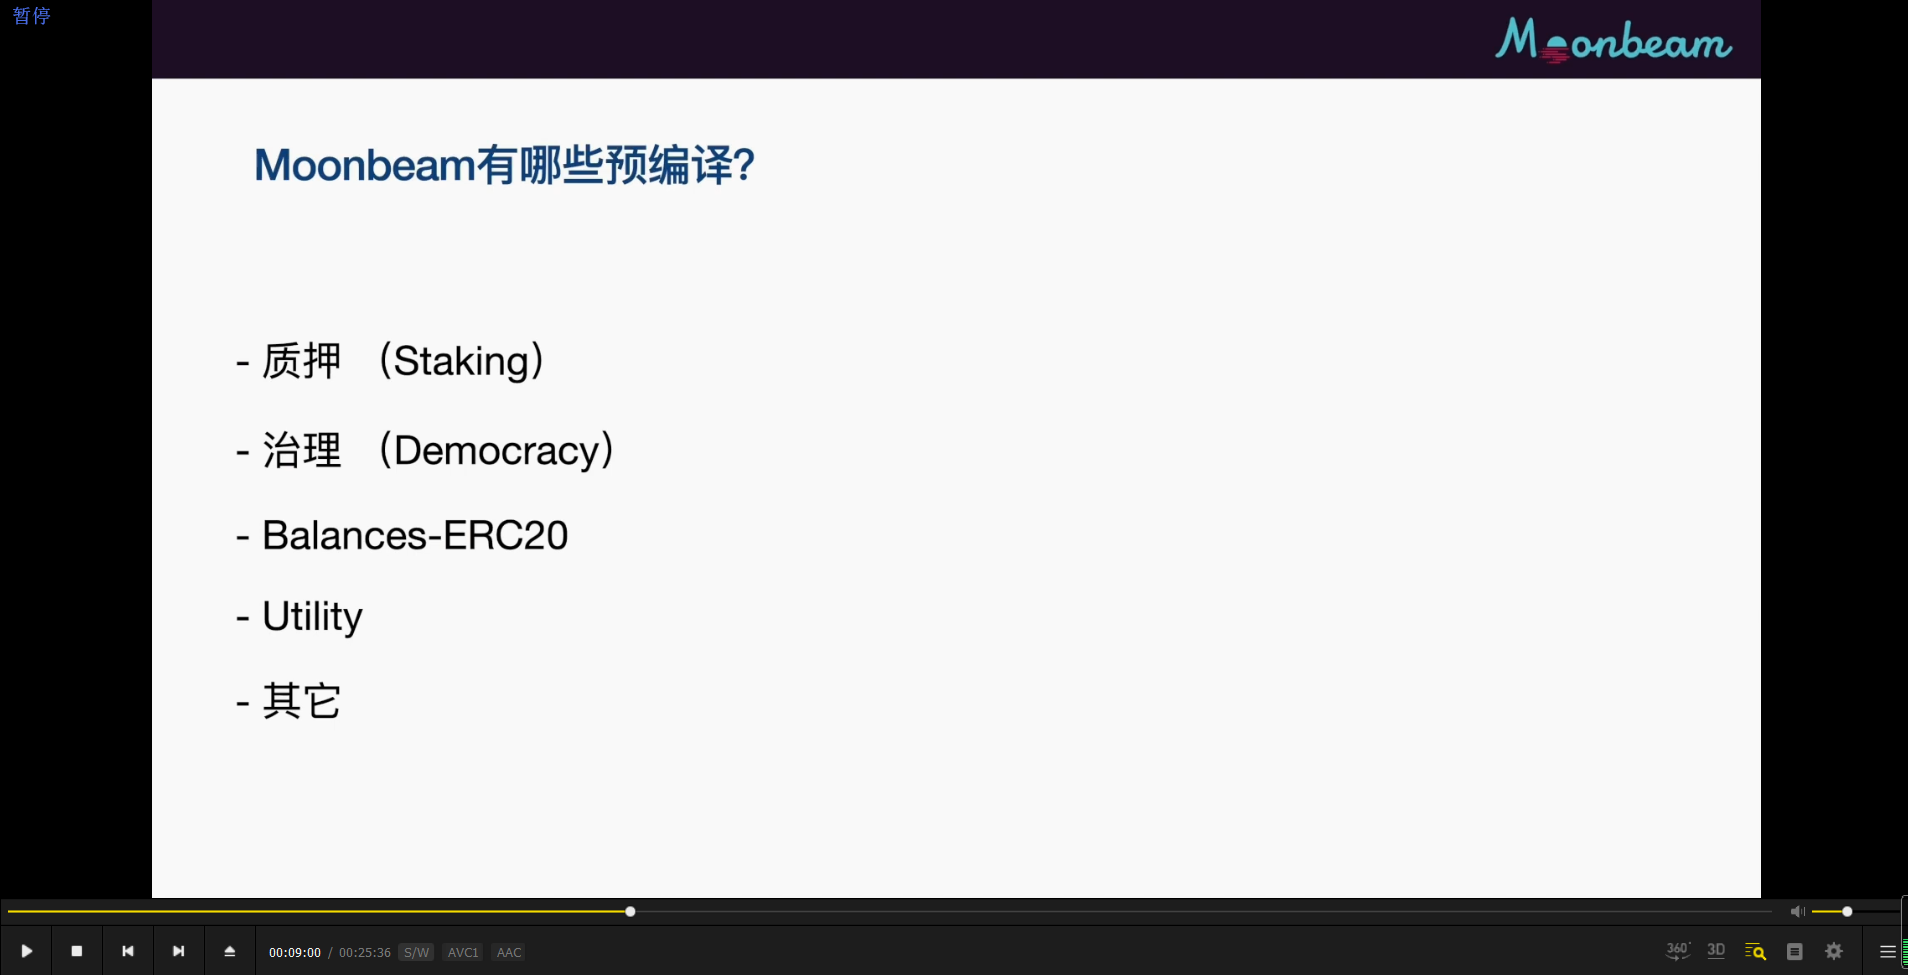 暂停
Moonbeam
Moonbeam有哪些预编译?
- 质押 （Staking）
- 治理 （Democracy）
- Balances-ERC20
- Utility
- 其它
00:09:00 / 00:25:36 S/W AVC1 AAC
360° 3D